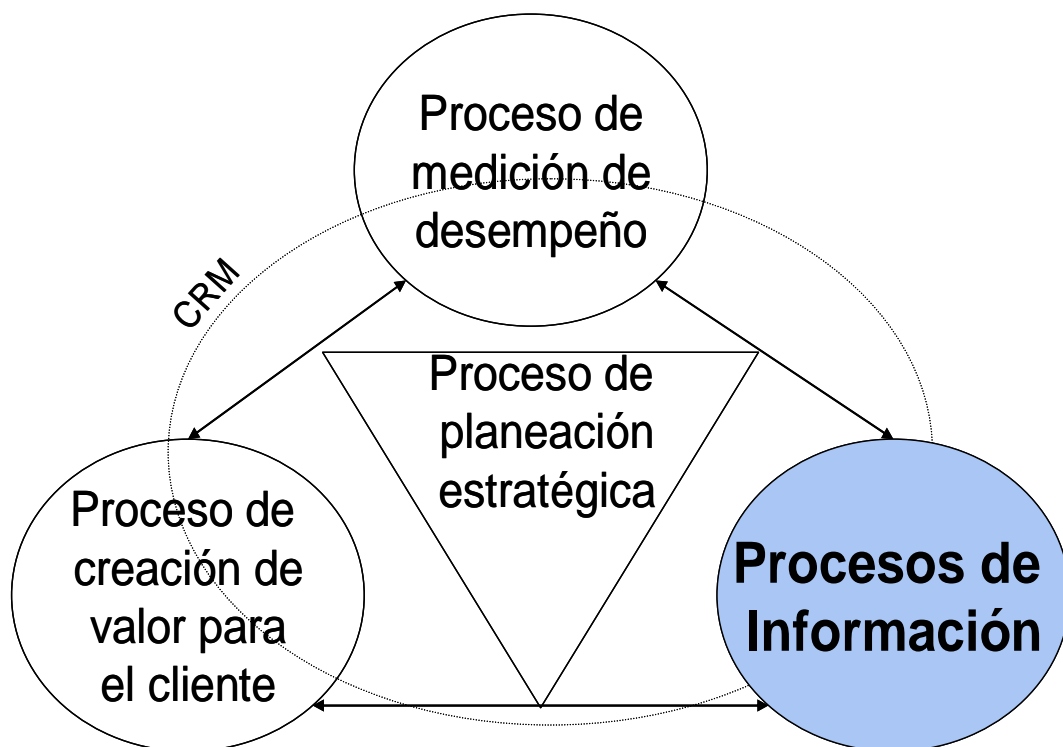 Proceso de
medición de
desempeño
CRM
Proceso de
planeación
estratégica
Proceso de
creación de
valor para
el cliente
Procesos de
Información